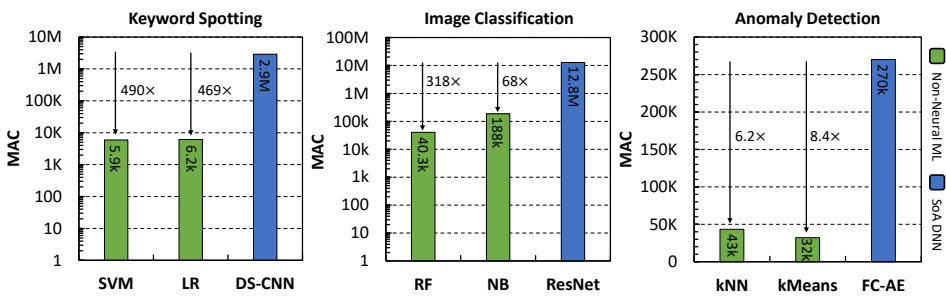 Keyword Spotting
MAC
10M
1M
100K
10K
1K
100
10
1
490×
469×
5.9k
6.2k
2.9M
SVM LR DS-CNN
Image Classification
MAC
100M
10M
1M
100k
10k
1k
100
10
1
318×
68×
40.3k
188k
12.8M
RF NB ResNet
Anomaly Detection
MAC
300K
250K
200K
150K
100K
50K
0
6.2×
8.4×
43k
32k
270k
kNN kMeans FC-AE
Non-Neural ML
SoA DNN